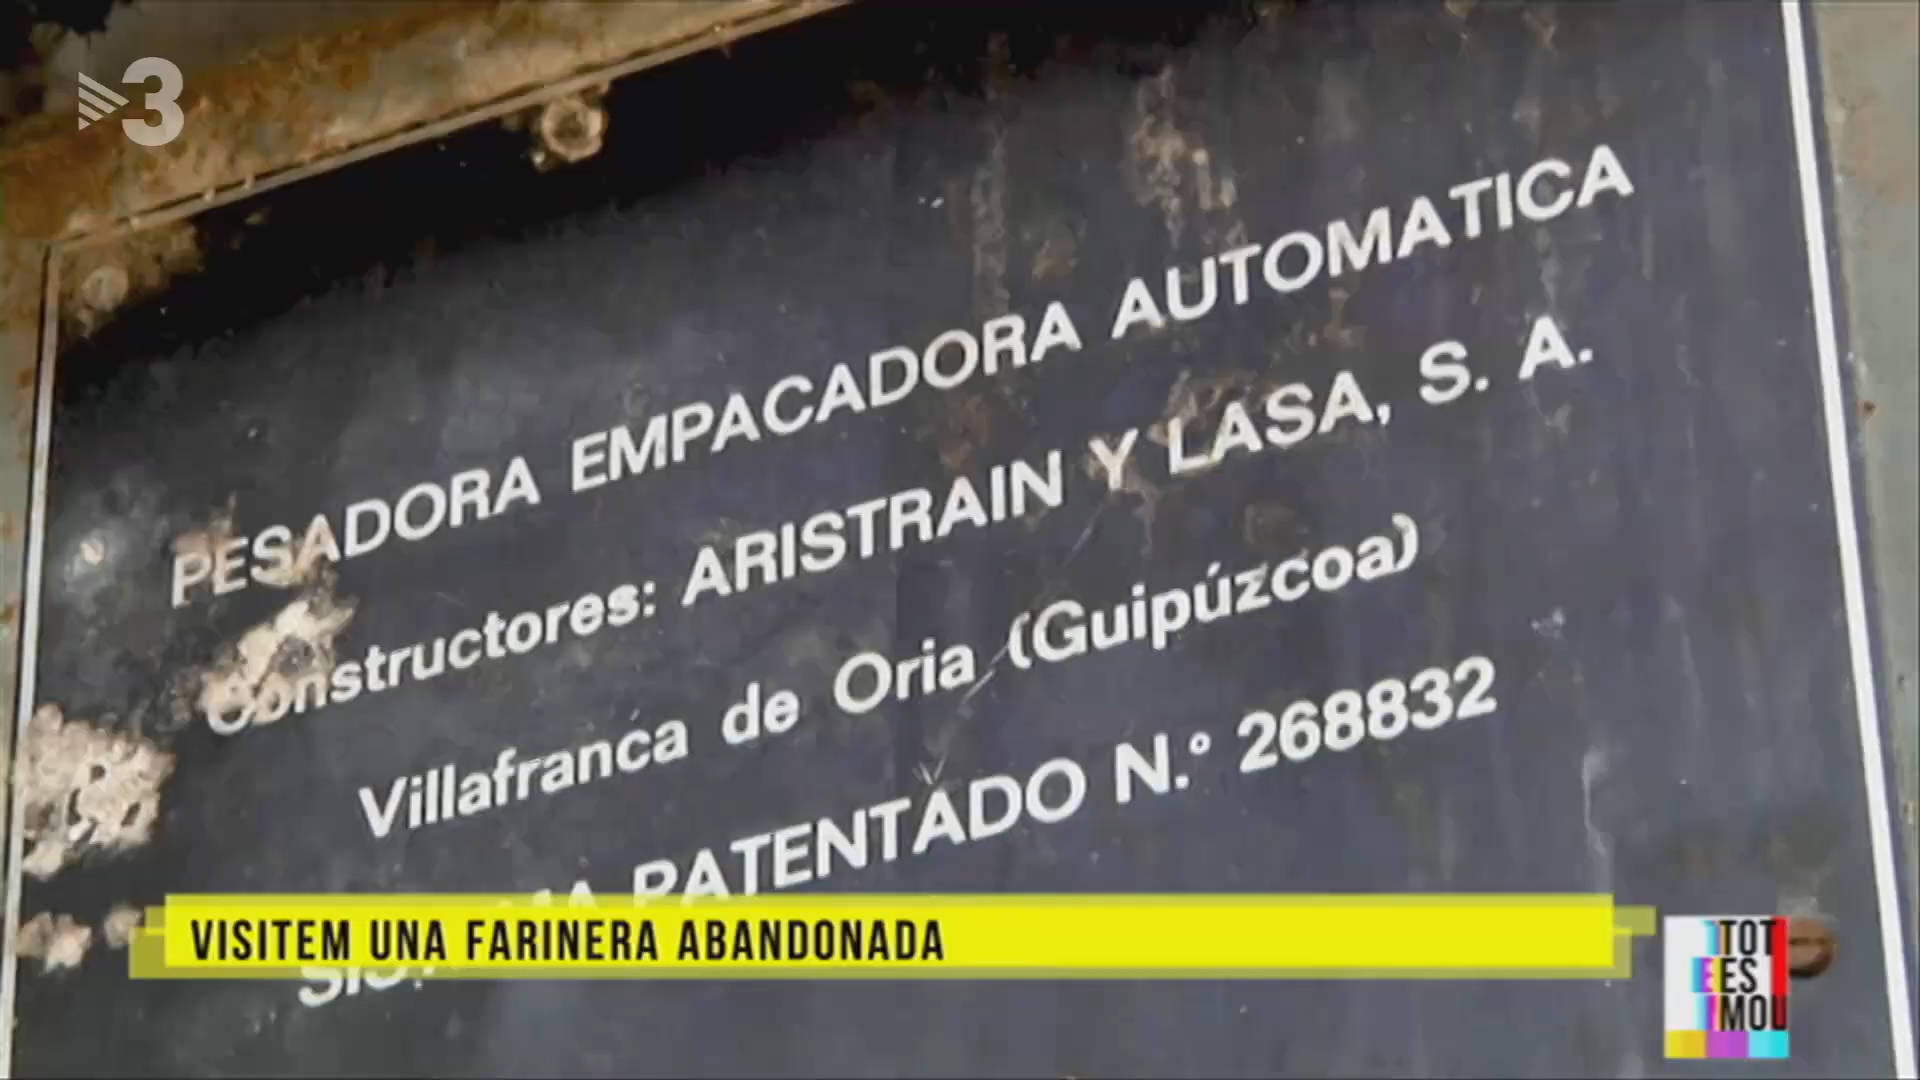 3
PESADORA EMPACADORA AUTOMATICA
Constructores: ARISTRAIN Y LASA, S. A.
Villafranca de Oria (Guipúzcoa)
PATENTADO N.º 268832
VISITEM UNA FARINERA ABANDONADA
TOT
ES
MOU